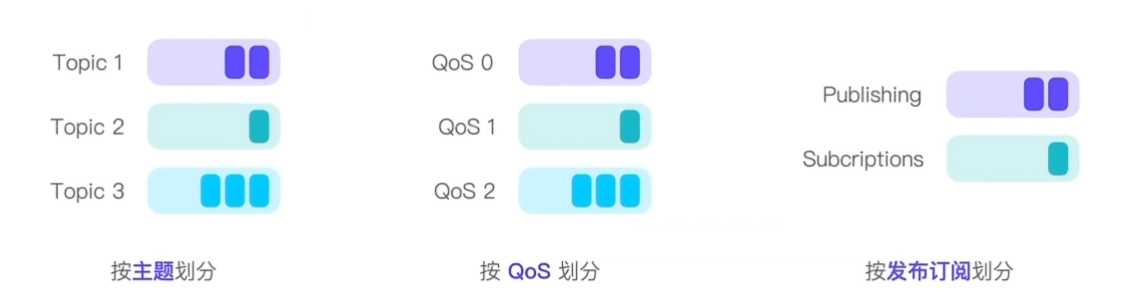 Topic 1
Topic 2
Topic 3
按主题划分
QoS 0
QoS 1
QoS 2
按 QoS 划分
Publishing
Subcriptions
按发布订阅划分